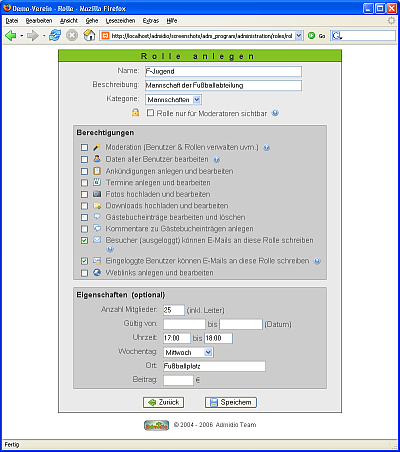 Demo-Verein - Rolle - Mozilla Firefox
Datei Bearbeiten Ansicht Gehe Lesezeichen Extras Hilfe
http://localhost/admidio/screenshots/adm_program/administration/roles/rol Go
Rolle anlegen
Name: F-Jugend
Beschreibung: Mannschaft der Fußballabteilung
Kategorie: Mannschaften
Rolle nur für Moderatoren sichtbar
Berechtigungen
Moderation (Benutzer & Rollen verwalten uvm.)
Daten aller Benutzer bearbeiten
Ankündigungen anlegen und bearbeiten
Termine anlegen und bearbeiten
Fotos hochladen und bearbeiten
Downloads hochladen und bearbeiten
Gästebucheinträge bearbeiten und löschen
Kommentare zu Gästebucheinträgen anlegen
Besucher (ausgeloggt) können E-Mails an diese Rolle schreiben
Eingeloggte Benutzer können E-Mails an diese Rolle schreiben
Weblinks anlegen und bearbeiten
Eigenschaften (optional)
Anzahl Mitglieder: 25 (inkl. Leiter)
Gültig von: bis (Datum)
Uhrzeit: 17:00 bis 18:00
Wochentag: Mittwoch
Ort: Fußballplatz
Beitrag: €
Zurück Speichern
Admidio © 2004 - 2006 Admidio Team
Fertig